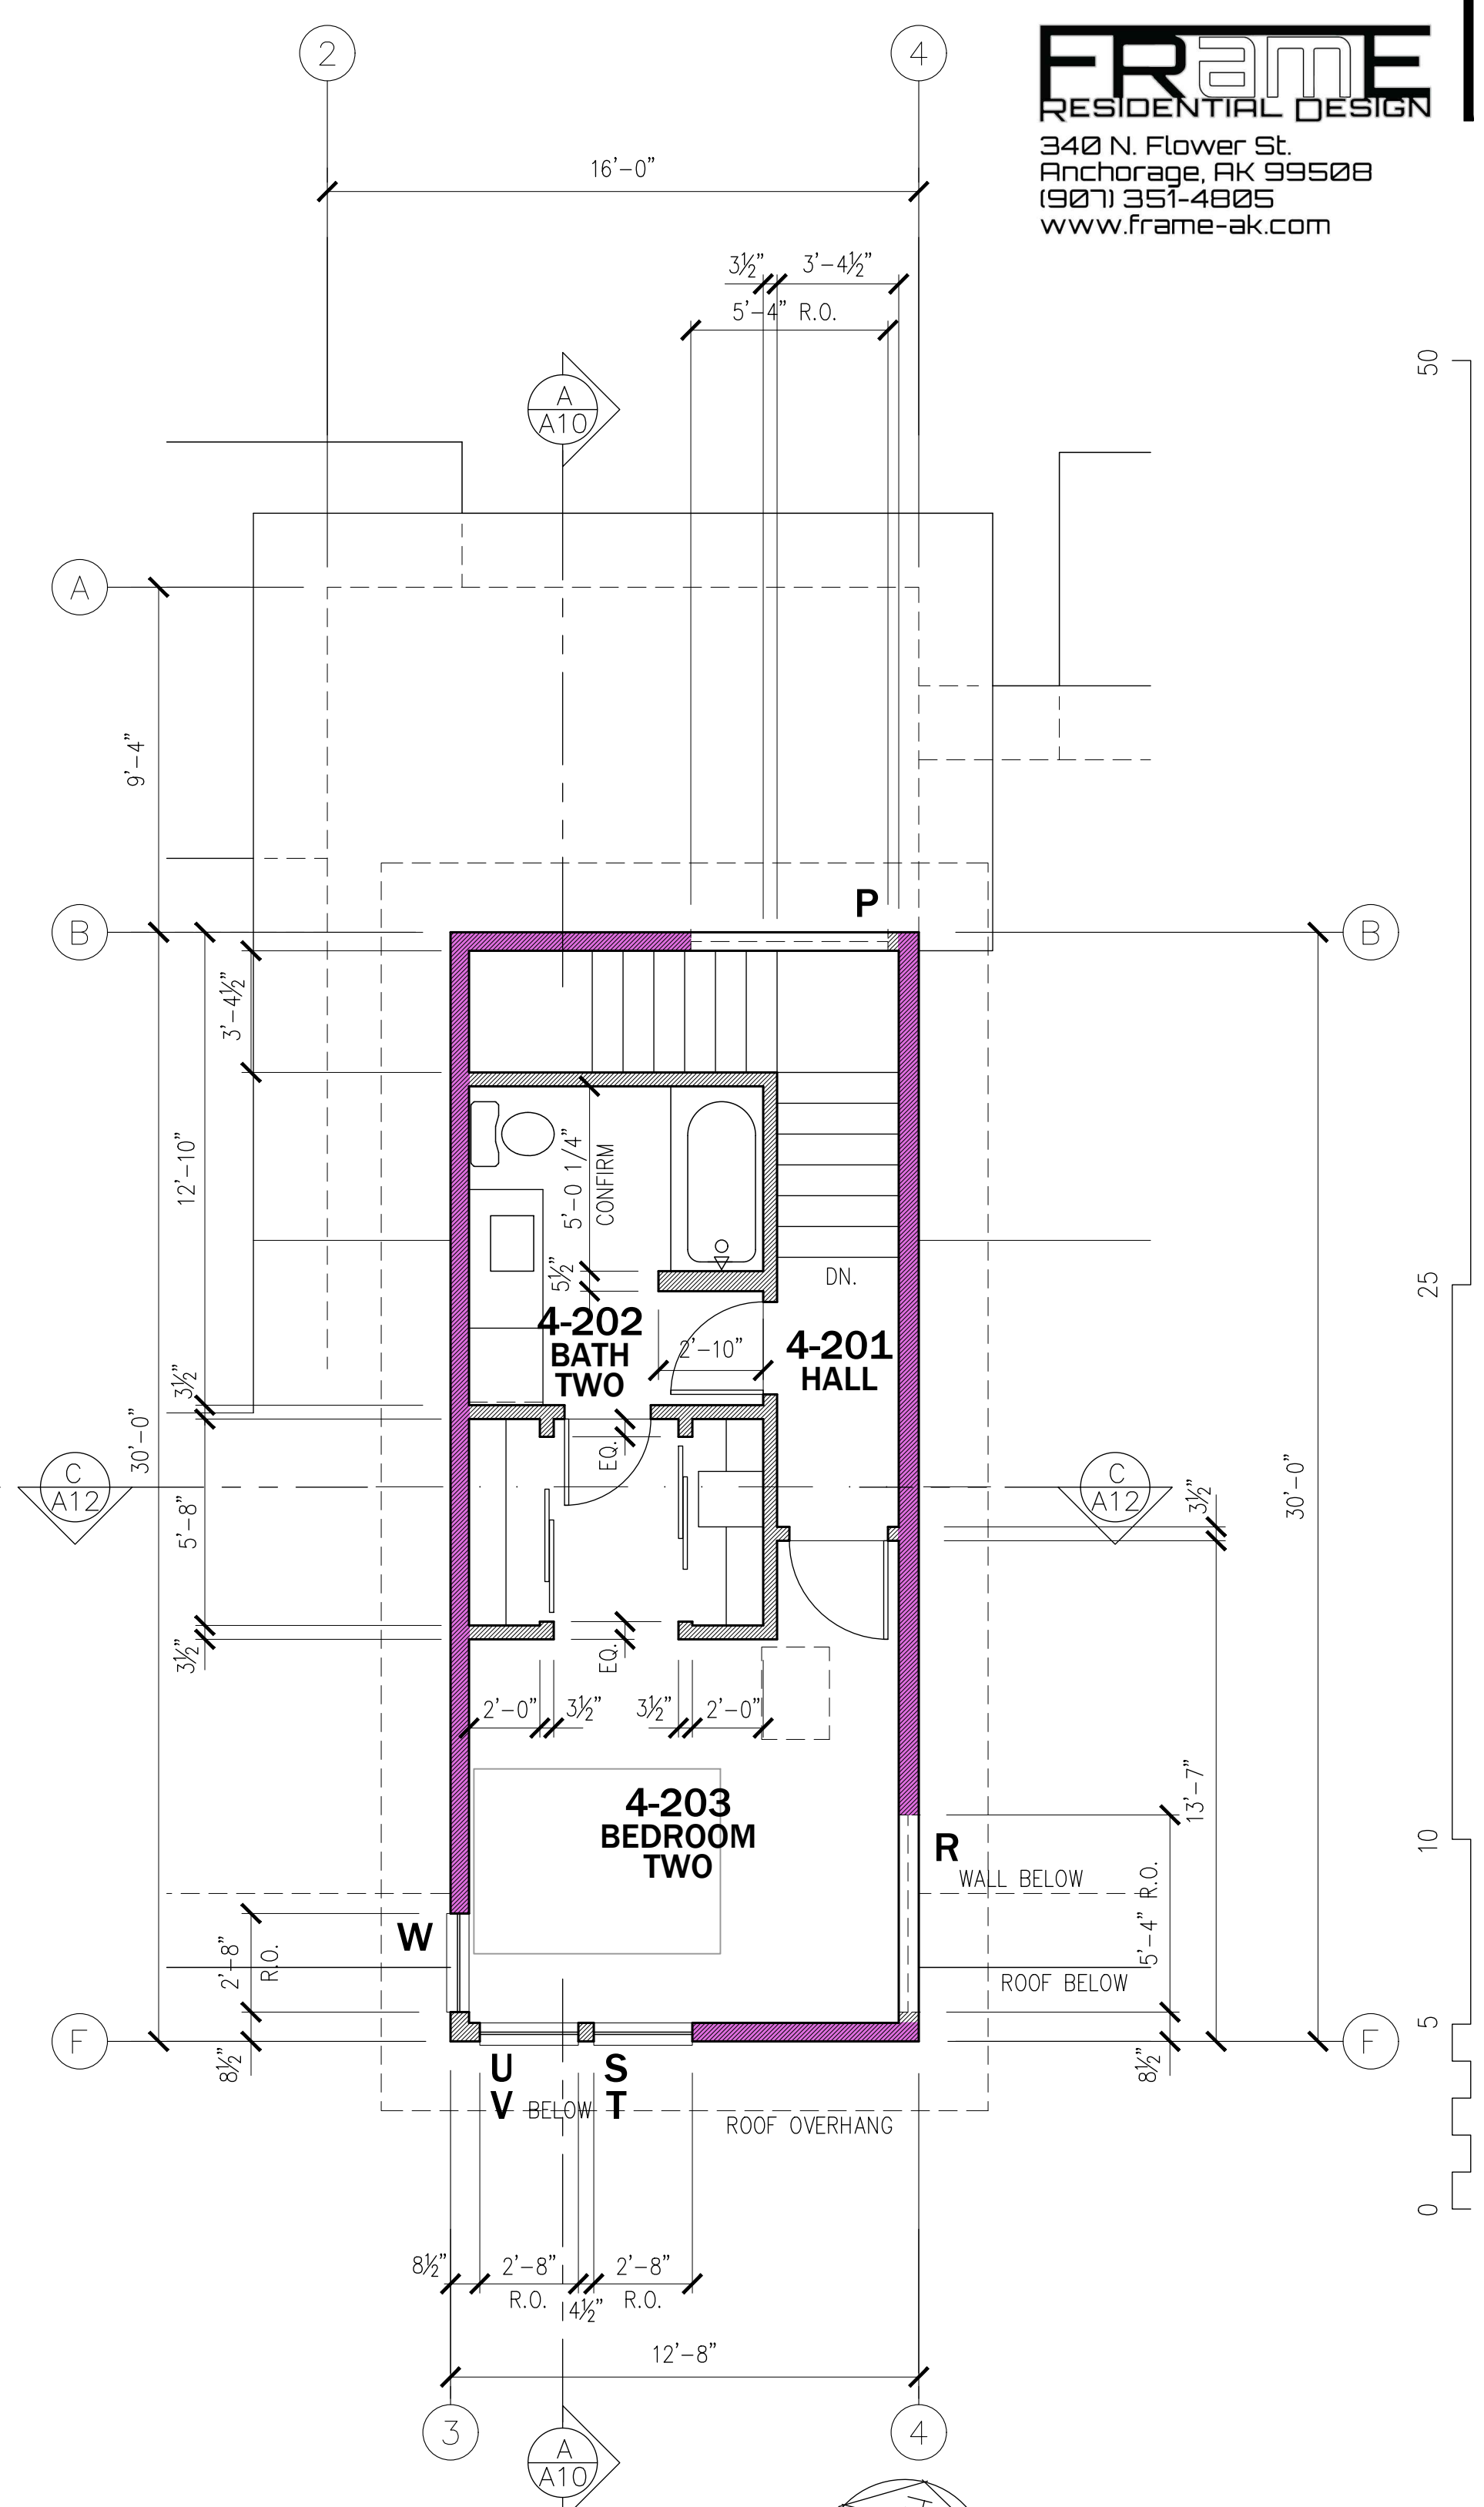 2
4
FRamE
RESIDENTIAL DESIGN
340 N. Flower St.
Anchorage, AK 99508
(907) 351-4805
www.frame-ak.com
16'-0"
3½"
3'-4½"
5'-4" R.O.
50
A
A10
A
9'-4"
P
B
B
3'-4½"
12'-10"
5'-0 1/4"
CONFIRM
5½"
DN.
25
4-202
BATH
TWO
2'-10"
4-201
HALL
3½"
30'-0"
EQ.
C
A12
C
A12
3½"
30'-0"
5'-8"
3½"
EQ.
2'-0"
3½"
3½"
2'-0"
13'-7"
4-203
BEDROOM
TWO
R
10
WALL BELOW
5'-4" R.O.
W
2'-8"
R.O.
ROOF BELOW
5
F
F
8½"
8½"
U
S
V
BELOW
T
ROOF OVERHANG
0
8½"
2'-8"
R.O.
4½"
2'-8"
R.O.
12'-8"
3
4
A
A10